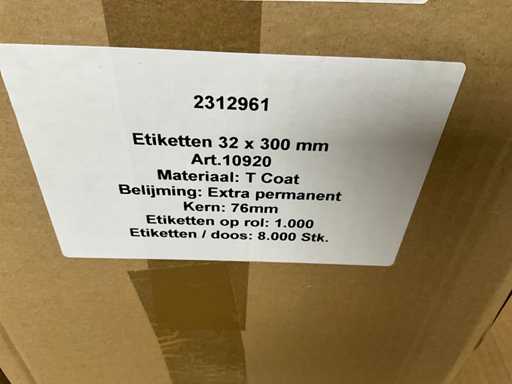 2312961
Etiketten 32 x 300 mm
Art.10920
Materiaal: T Coat
Belijming: Extra permanent
Kern: 76mm
Etiketten op rol: 1.000
Etiketten / doos: 8.000 Stk.